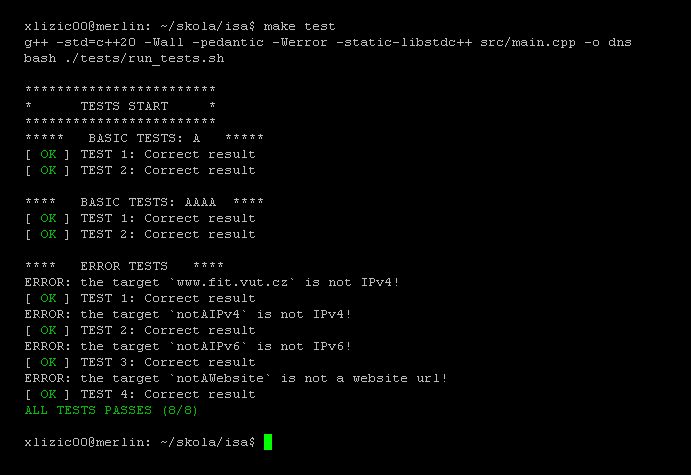 xlizic00@merlin: ~/skola/isa$ make test
g++ -std=c++20 -Wall -pedantic -Werror -static-libstdc++ src/main.cpp -o dns
bash ./tests/run_tests.sh
************************
* TESTS START *
************************
***** BASIC TESTS: A *****
[ OK ] TEST 1: Correct result
[ OK ] TEST 2: Correct result
**** BASIC TESTS: AAAA ****
[ OK ] TEST 1: Correct result
[ OK ] TEST 2: Correct result
**** ERROR TESTS ****
ERROR: the target `www.fit.vut.cz` is not IPv4!
[ OK ] TEST 1: Correct result
ERROR: the target `notAIPv4` is not IPv4!
[ OK ] TEST 2: Correct result
ERROR: the target `notAIPv6` is not IPv6!
[ OK ] TEST 3: Correct result
ERROR: the target `notAWebsite` is not a website url!
[ OK ] TEST 4: Correct result
ALL TESTS PASSES (8/8)
xlizic00@merlin: ~/skola/isa$